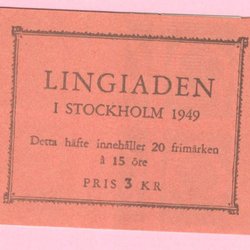 LINGIADEN
I STOCKHOLM 1949
Detta häfte innehåller 20 frimärken
à 15 öre
PRIS 3 KR